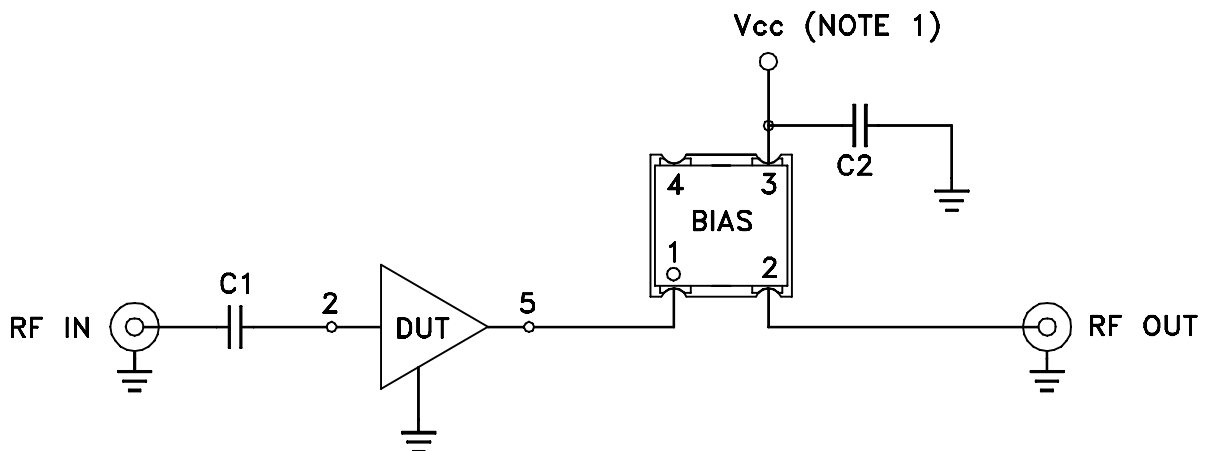 Vcc (NOTE 1)
C2
4 3
BIAS
1 2
C1
2 5
RF IN
DUT
RF OUT